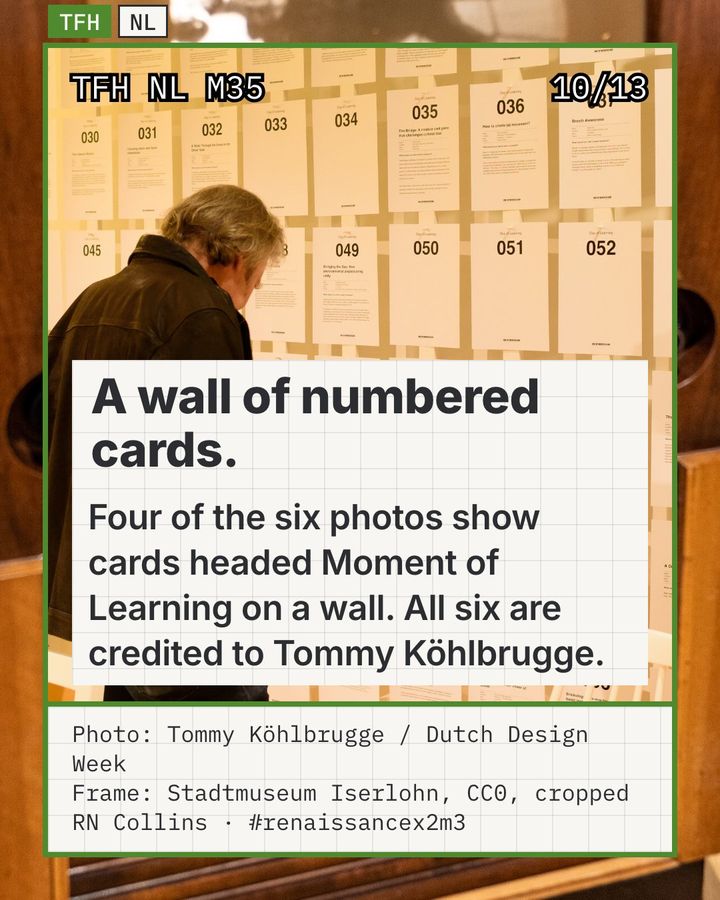 TFH NL
TFH NL M35 10/13
030 031 032 033 034 035 036
045 049 050 051 052
A wall of numbered
cards.
Four of the six photos show
cards headed Moment of
Learning on a wall. All six are
credited to Tommy Köhlbrugge.
Photo: Tommy Köhlbrugge / Dutch Design
Week
Frame: Stadtmuseum Iserlohn, CC0, cropped
RN Collins · #renaissancex2m3